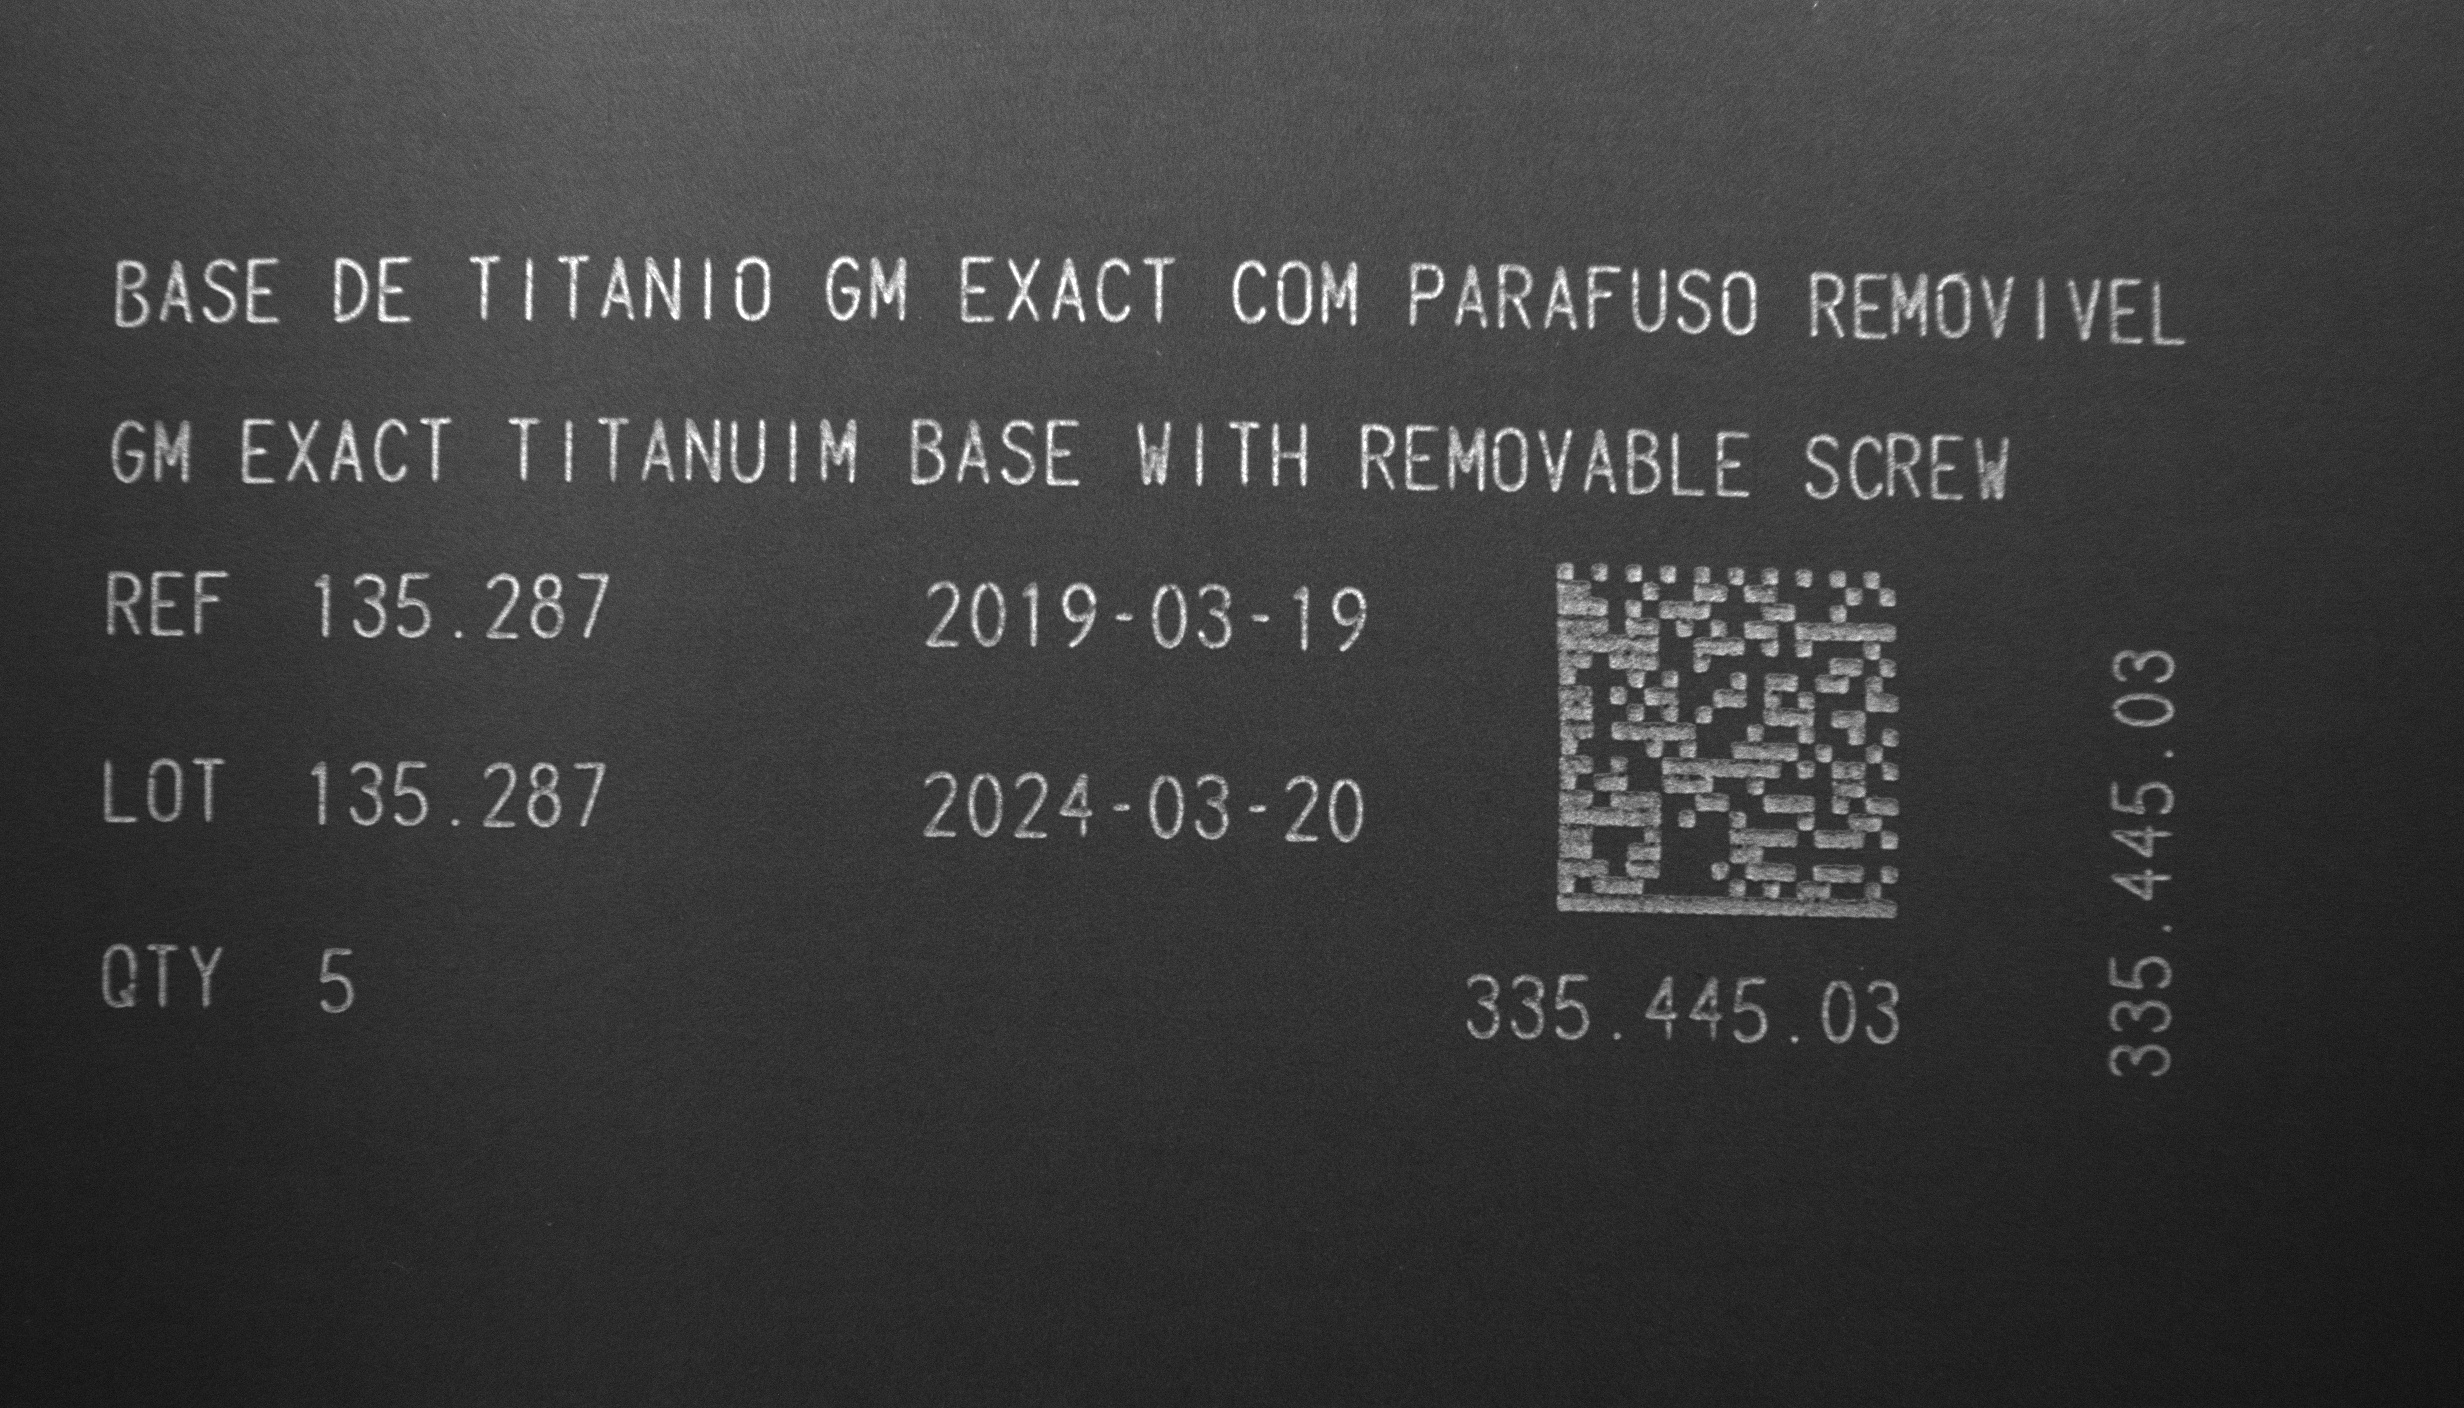 BASE DE TITANIO GM EXACT COM PARAFUSO REMOVIVEL
GM EXACT TITANUIM BASE WITH REMOVABLE SCREW
REF 135.287 2019-03-19
LOT 135.287 2024-03-20
QTY 5
335.445.03
335.445.03